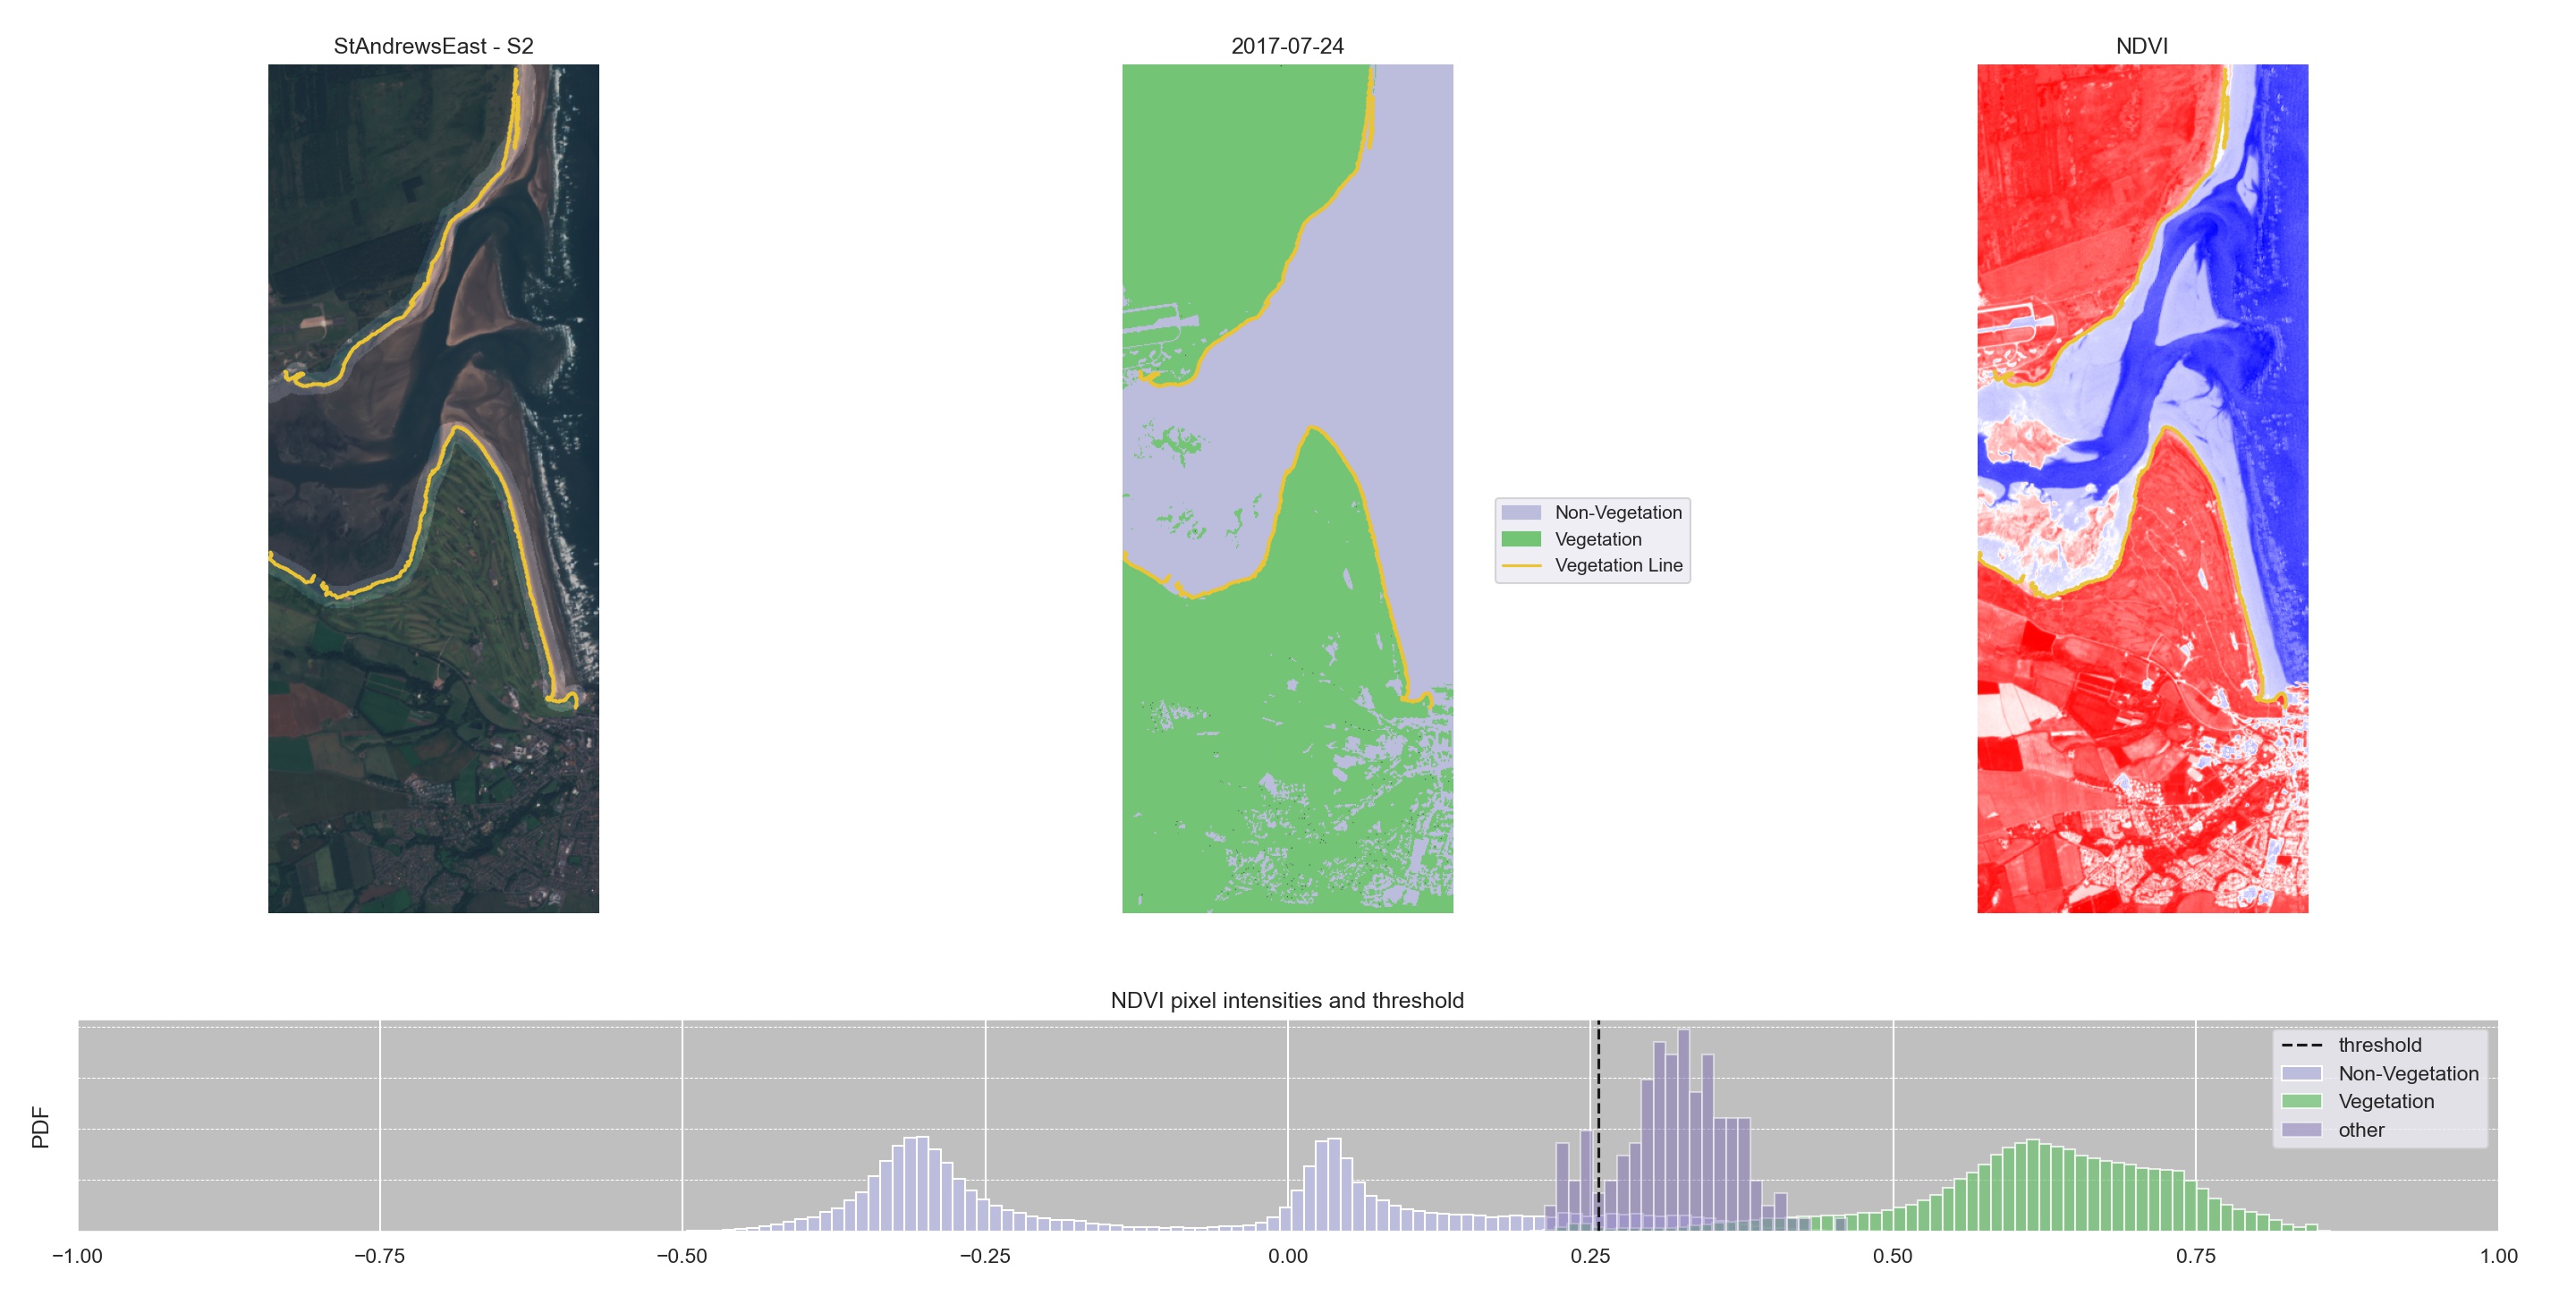 StAndrewsEast - S2
2017-07-24
NDVI
Non-Vegetation
Vegetation
Vegetation Line
NDVI pixel intensities and threshold
PDF
threshold
Non-Vegetation
Vegetation
other
−1.00 −0.75 −0.50 −0.25 0.00 0.25 0.50 0.75 1.00